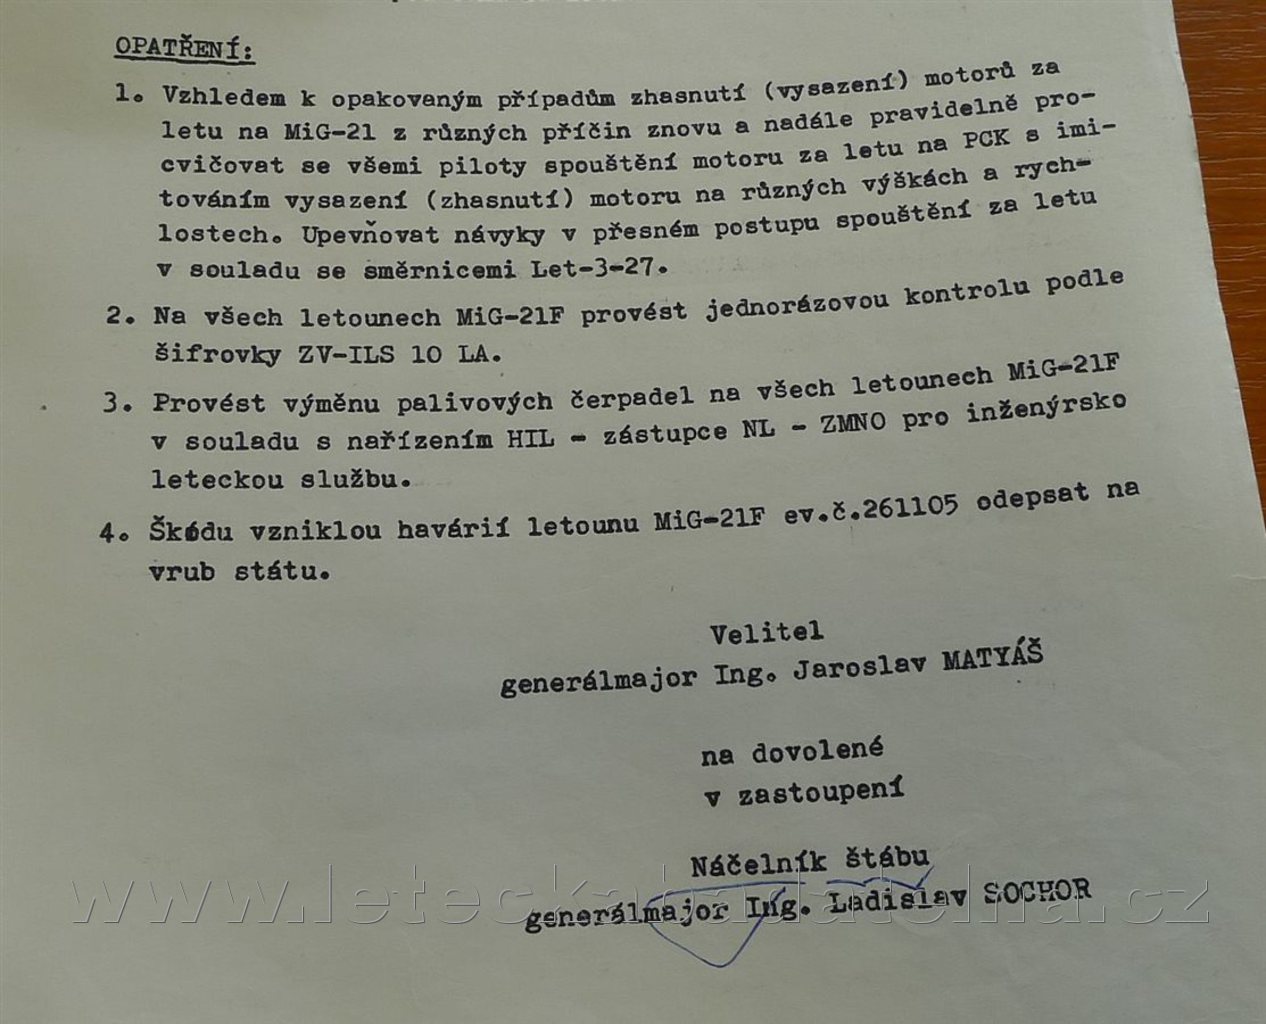 OPATŘENÍ:
1. Vzhledem k opakovaným případům zhasnutí (vysazení) motorů za
letu na MiG-21 z různých příčin znovu a nadále pravidelně pro-
cvičovat se všemi piloty spouštění motoru za letu na PCK s imi-
továním vysazení (zhasnutí) motoru na různých výškách a rych-
lostech. Upevňovat návyky v přesném postupu spouštění za letu
v souladu se směrnicemi Let-3-27.
2. Na všech letounech MiG-21F provést jednorázovou kontrolu podle
šifrovky ZV-ILS 10 LA.
3. Provést výměnu palivových čerpadel na všech letounech MiG-21F
v souladu s nařízením HIL - zástupce NL - ZMNO pro inženýrsko
leteckou službu.
4. Škódu vzniklou havárií letounu MiG-21F ev.č.261105 odepsat na
vrub státu.
Velitel
generálmajor Ing. Jaroslav MATYÁŠ
na dovolené
v zastoupení
Náčelník štábu
generálmajor Ing. Ladislav SOCHOR
www.leteckabadatelna.cz